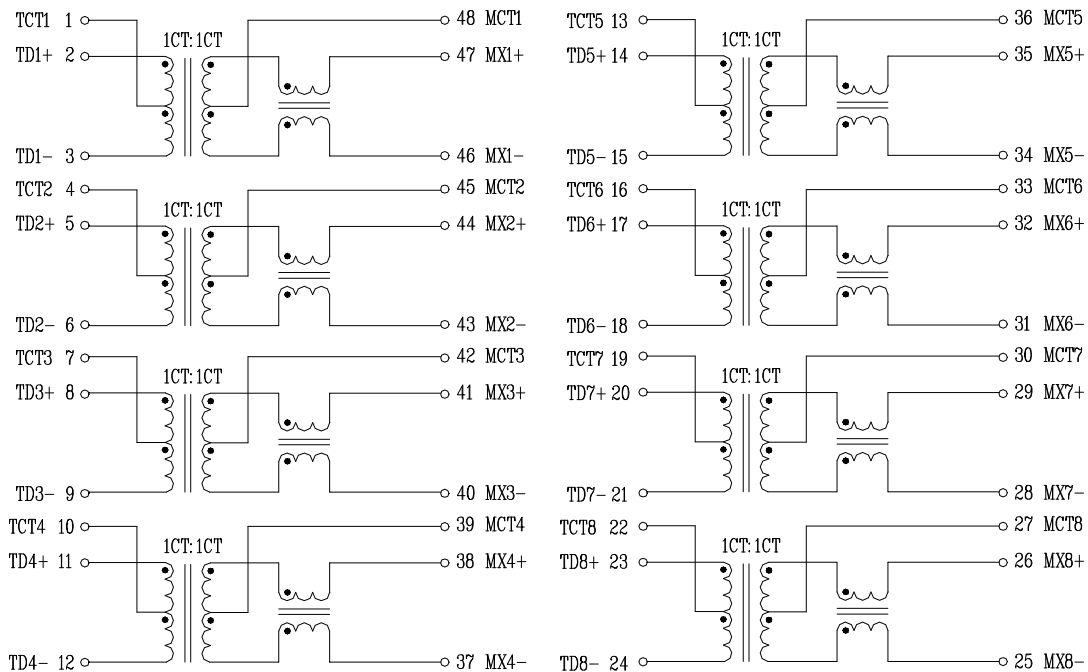 TCT1 1 48 MCT1
1CT:1CT
TD1+ 2 47 MX1+
TD1- 3 46 MX1-
TCT2 4 45 MCT2
1CT:1CT
TD2+ 5 44 MX2+
TD2- 6 43 MX2-
TCT3 7 42 MCT3
1CT:1CT
TD3+ 8 41 MX3+
TD3- 9 40 MX3-
TCT4 10 39 MCT4
1CT:1CT
TD4+ 11 38 MX4+
TD4- 12 37 MX4-
TCT5 13 36 MCT5
1CT:1CT
TD5+ 14 35 MX5+
TD5- 15 34 MX5-
TCT6 16 33 MCT6
1CT:1CT
TD6+ 17 32 MX6+
TD6- 18 31 MX6-
TCT7 19 30 MCT7
1CT:1CT
TD7+ 20 29 MX7+
TD7- 21 28 MX7-
TCT8 22 27 MCT8
1CT:1CT
TD8+ 23 26 MX8+
TD8- 24 25 MX8-